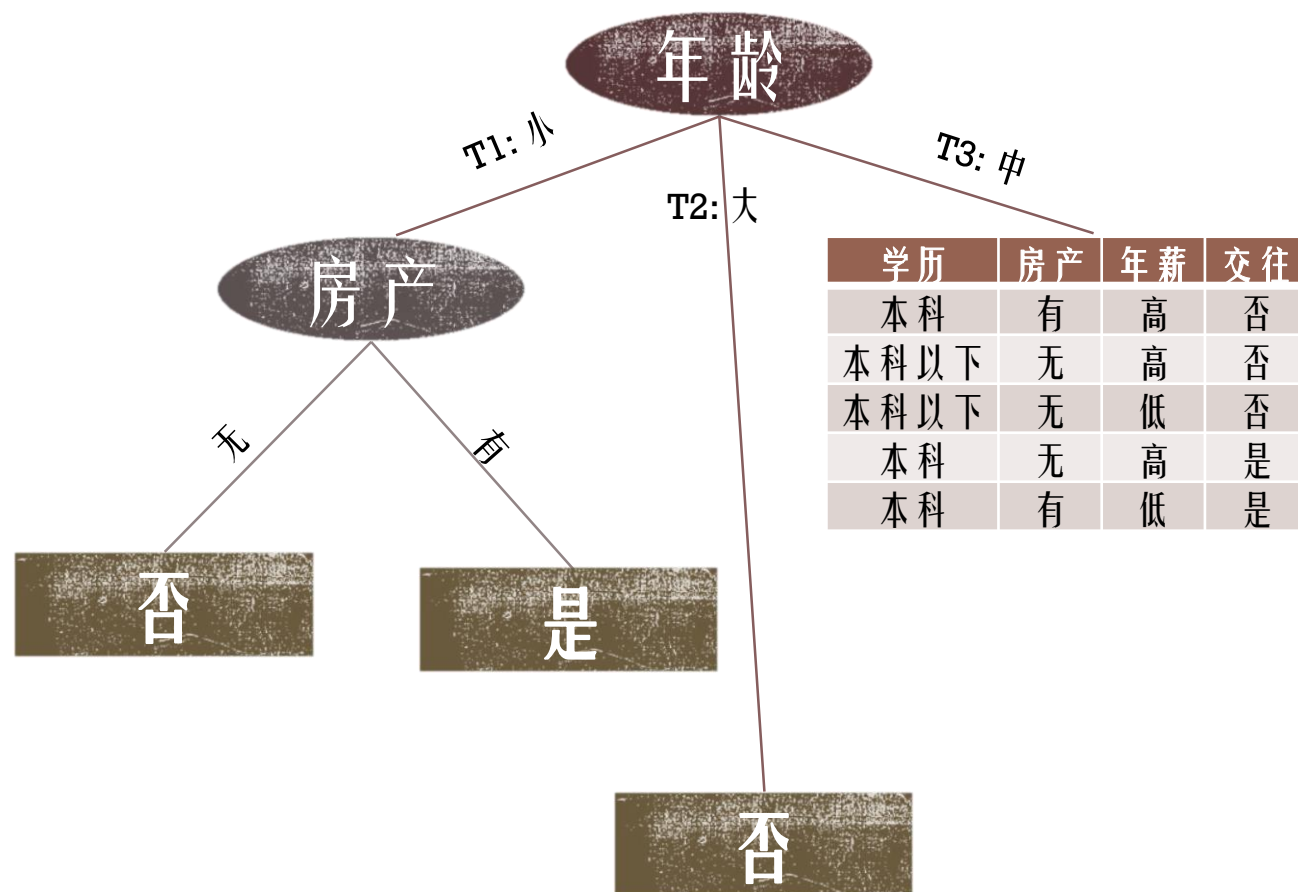 年龄
T1: 小
T2: 大
T3: 中
房产
无
有
否
是
否
学历 房产 年薪 交往
本科 有 高 否
本科以下 无 高 否
本科以下 无 低 否
本科 无 高 是
本科 有 低 是